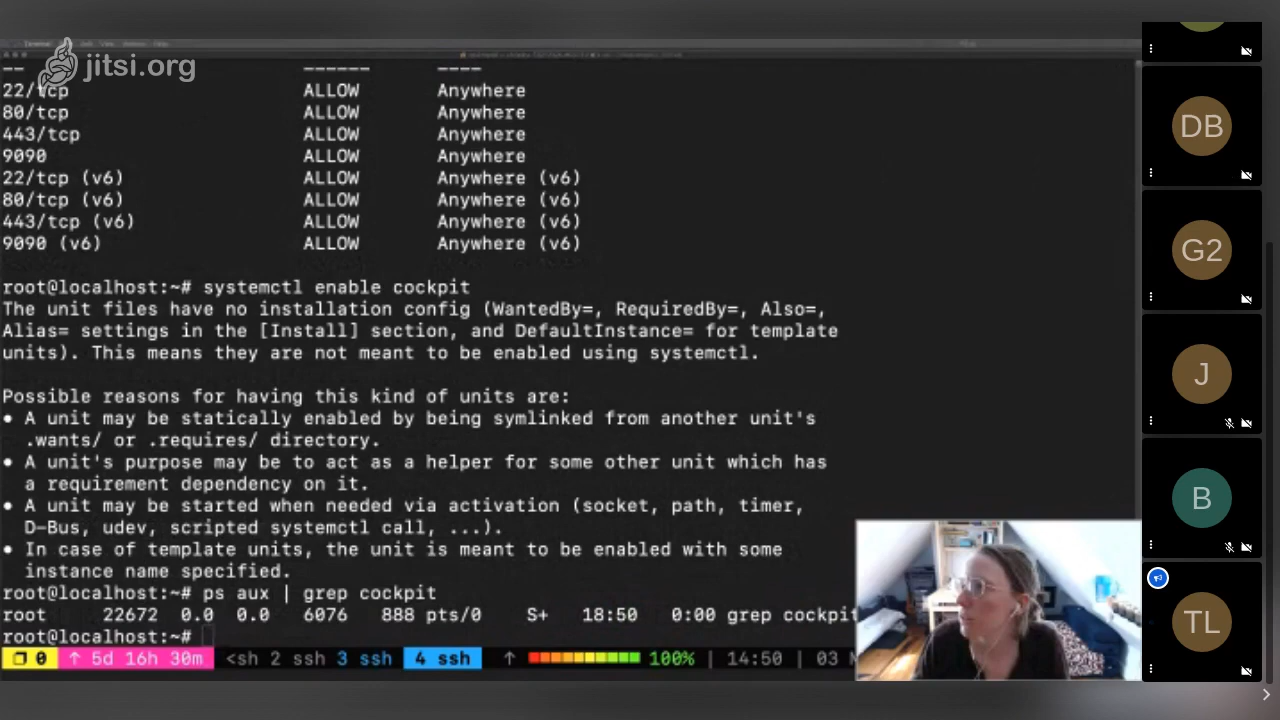 jitsi.org
-- ------ ----
22/tcp ALLOW Anywhere
80/tcp ALLOW Anywhere
443/tcp ALLOW Anywhere
9090 ALLOW Anywhere
22/tcp (v6) ALLOW Anywhere (v6)
80/tcp (v6) ALLOW Anywhere (v6)
443/tcp (v6) ALLOW Anywhere (v6)
9090 (v6) ALLOW Anywhere (v6)
root@localhost:~# systemctl enable cockpit
The unit files have no installation config (WantedBy=, RequiredBy=, Also=,
Alias= settings in the [Install] section, and DefaultInstance= for template
units). This means they are not meant to be enabled using systemctl.
Possible reasons for having this kind of units are:
• A unit may be statically enabled by being symlinked from another unit's
.wants/ or .requires/ directory.
• A unit's purpose may be to act as a helper for some other unit which has
a requirement dependency on it.
• A unit may be started when needed via activation (socket, path, timer,
D-Bus, udev, scripted systemctl call, ...).
• In case of template units, the unit is meant to be enabled with some
instance name specified.
root@localhost:~# ps aux | grep cockpit
root 22672 0.0 0.0 6076 888 pts/0 S+ 18:50 0:00 grep cockpit
root@localhost:~#
0 ↑ 5d 16h 30m <sh 2 ssh 3 ssh 4 ssh ↑ 100% | 14:50 | 03
DB
G2
J
B
TL